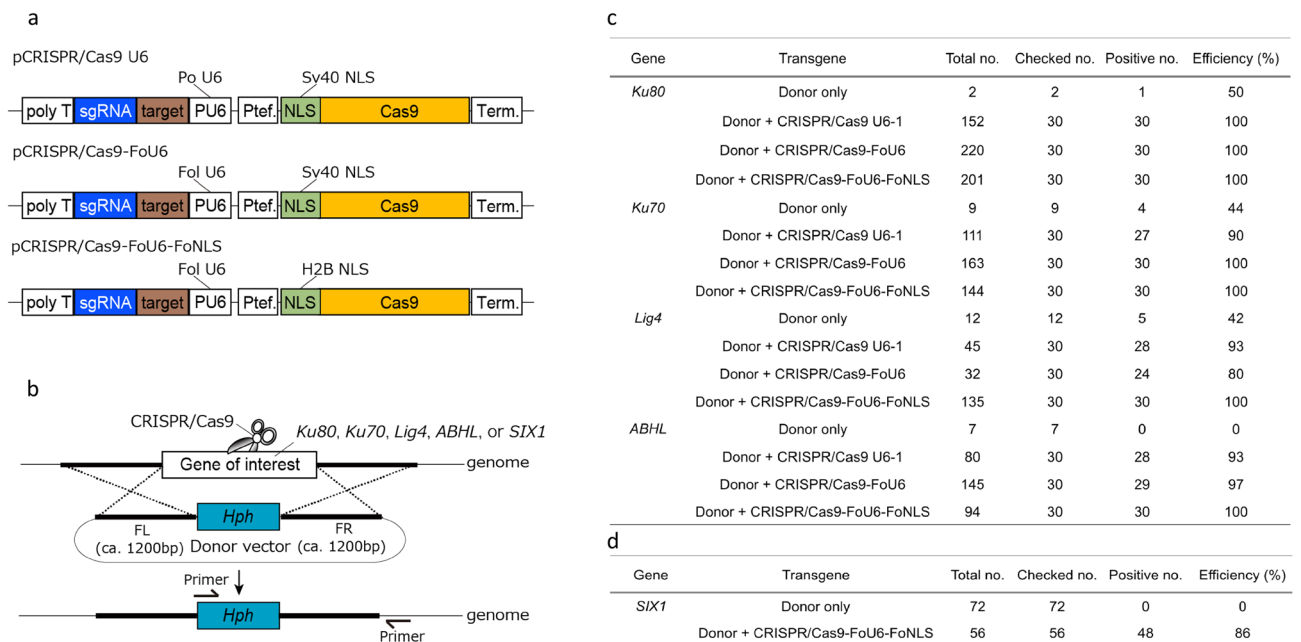 a
pCRISPR/Cas9 U6
Po U6
Sv40 NLS
poly T sgRNA target PU6 Ptef. NLS Cas9 Term.
pCRISPR/Cas9-FoU6
Fol U6
Sv40 NLS
poly T sgRNA target PU6 Ptef. NLS Cas9 Term.
pCRISPR/Cas9-FoU6-FoNLS
Fol U6
H2B NLS
poly T sgRNA target PU6 Ptef. NLS Cas9 Term.
b
CRISPR/Cas9
Ku80, Ku70, Lig4, ABHL, or SIX1
Gene of interest
genome
Hph
FL
FR
(ca. 1200bp) Donor vector (ca. 1200bp)
Primer
Hph
genome
Primer
c
Gene Transgene Total no. Checked no. Positive no. Efficiency (%)
Ku80 Donor only 2 2 1 50
Donor + CRISPR/Cas9 U6-1 152 30 30 100
Donor + CRISPR/Cas9-FoU6 220 30 30 100
Donor + CRISPR/Cas9-FoU6-FoNLS 201 30 30 100
Ku70 Donor only 9 9 4 44
Donor + CRISPR/Cas9 U6-1 111 30 27 90
Donor + CRISPR/Cas9-FoU6 163 30 30 100
Donor + CRISPR/Cas9-FoU6-FoNLS 144 30 30 100
Lig4 Donor only 12 12 5 42
Donor + CRISPR/Cas9 U6-1 45 30 28 93
Donor + CRISPR/Cas9-FoU6 32 30 24 80
Donor + CRISPR/Cas9-FoU6-FoNLS 135 30 30 100
ABHL Donor only 7 7 0 0
Donor + CRISPR/Cas9 U6-1 80 30 28 93
Donor + CRISPR/Cas9-FoU6 145 30 29 97
Donor + CRISPR/Cas9-FoU6-FoNLS 94 30 30 100
d
Gene Transgene Total no. Checked no. Positive no. Efficiency (%)
SIX1 Donor only 72 72 0 0
Donor + CRISPR/Cas9-FoU6-FoNLS 56 56 48 86